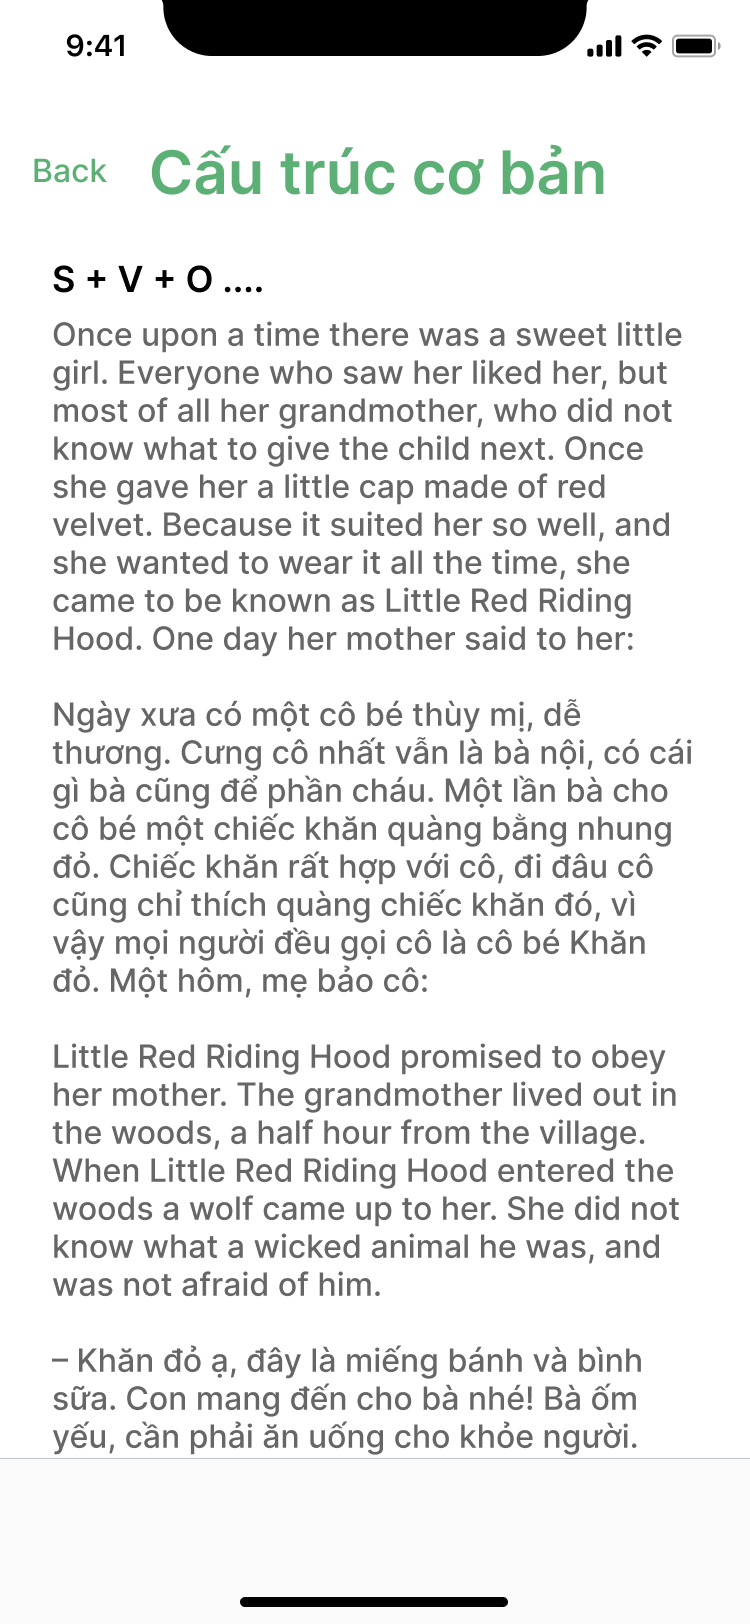 9:41
Back
Cấu trúc cơ bản
S + V + O ....
Once upon a time there was a sweet little
girl. Everyone who saw her liked her, but
most of all her grandmother, who did not
know what to give the child next. Once
she gave her a little cap made of red
velvet. Because it suited her so well, and
she wanted to wear it all the time, she
came to be known as Little Red Riding
Hood. One day her mother said to her:
Ngày xưa có một cô bé thùy mị, dễ
thương. Cưng cô nhất vẫn là bà nội, có cái
gì bà cũng để phần cháu. Một lần bà cho
cô bé một chiếc khăn quàng bằng nhung
đỏ. Chiếc khăn rất hợp với cô, đi đâu cô
cũng chỉ thích quàng chiếc khăn đó, vì
vậy mọi người đều gọi cô là cô bé Khăn
đỏ. Một hôm, mẹ bảo cô:
Little Red Riding Hood promised to obey
her mother. The grandmother lived out in
the woods, a half hour from the village.
When Little Red Riding Hood entered the
woods a wolf came up to her. She did not
know what a wicked animal he was, and
was not afraid of him.
– Khăn đỏ ạ, đây là miếng bánh và bình
sữa. Con mang đến cho bà nhé! Bà ốm
yếu, cần phải ăn uống cho khỏe người.